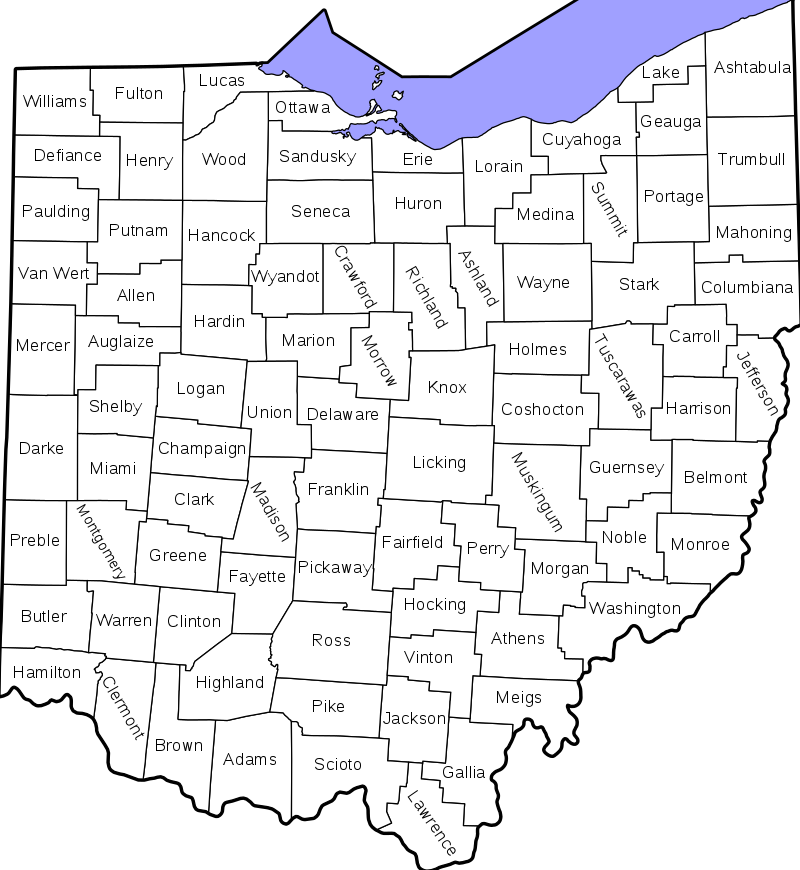 Lake
Ashtabula
Lucas
Fulton
Williams
Ottawa
Geauga
Cuyahoga
Defiance
Henry
Wood
Sandusky
Erie
Lorain
Trumbull
Summit
Portage
Paulding
Putnam
Hancock
Seneca
Huron
Medina
Mahoning
Van Wert
Allen
Wyandot
Crawford
Richland
Ashland
Wayne
Stark
Columbiana
Mercer
Auglaize
Hardin
Marion
Morrow
Holmes
Tuscarawas
Carroll
Jefferson
Shelby
Logan
Union
Delaware
Knox
Coshocton
Harrison
Darke
Miami
Champaign
Licking
Muskingum
Guernsey
Belmont
Clark
Madison
Franklin
Preble
Montgomery
Greene
Fayette
Pickaway
Fairfield
Perry
Morgan
Noble
Monroe
Butler
Warren
Clinton
Ross
Hocking
Athens
Washington
Hamilton
Clermont
Highland
Vinton
Meigs
Pike
Jackson
Brown
Adams
Scioto
Gallia
Lawrence